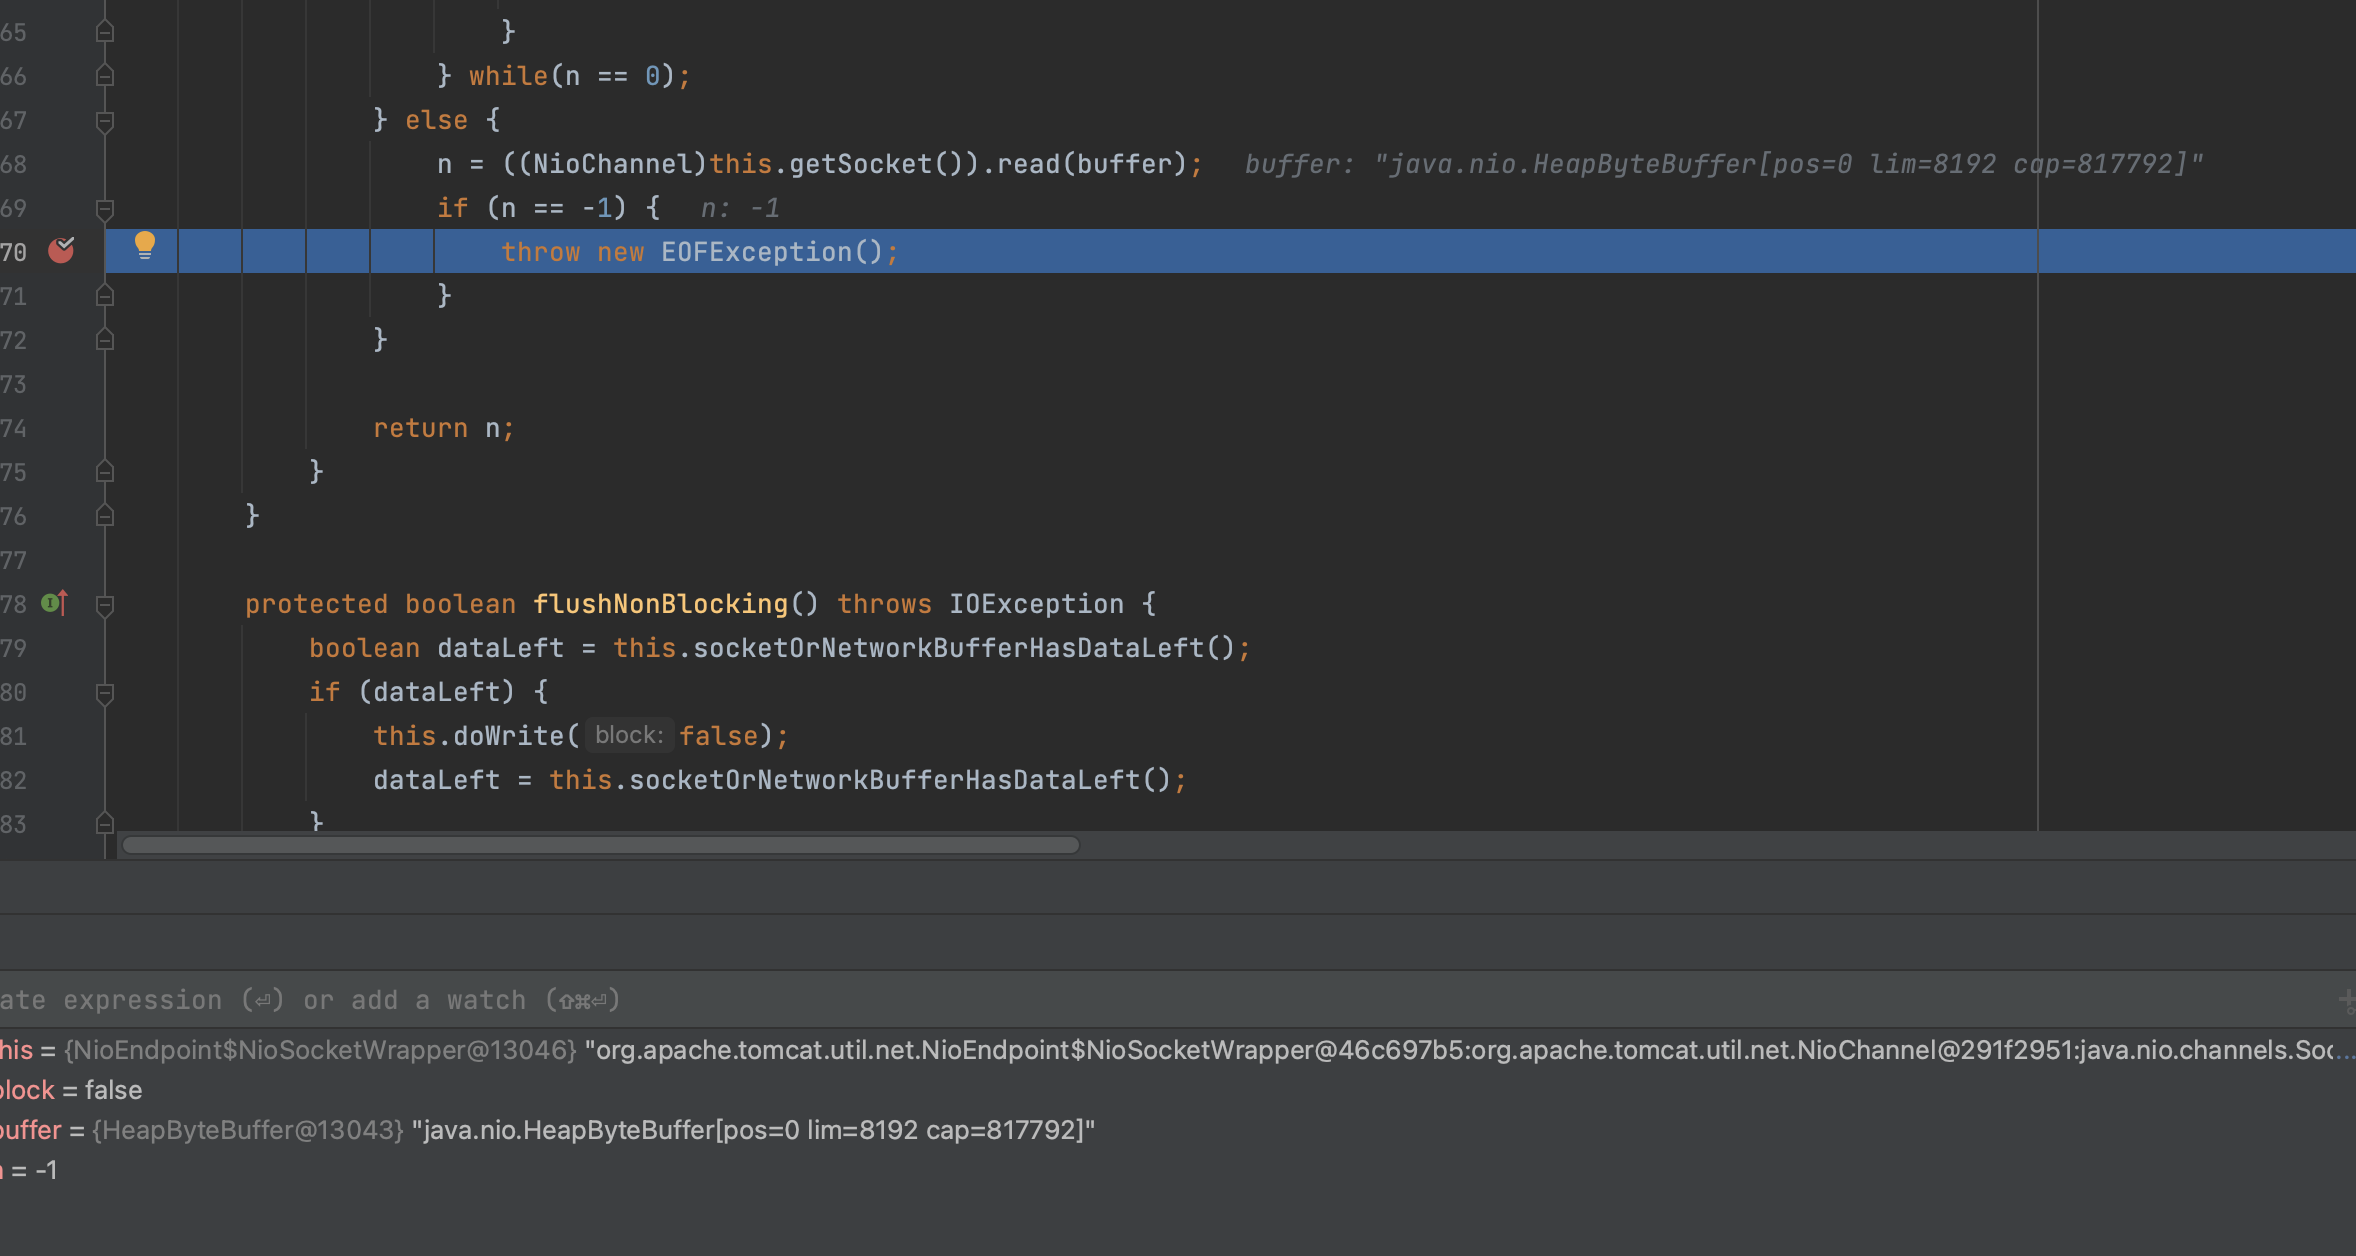 65 }
66 } while(n == 0);
67 } else {
68 n = ((NioChannel)this.getSocket()).read(buffer); buffer: "java.nio.HeapByteBuffer[pos=0 lim=8192 cap=817792]"
69 if (n == -1) { n: -1
70 throw new EOFException();
71 }
72 }
73
74 return n;
75 }
76 }
77
78 protected boolean flushNonBlocking() throws IOException {
79 boolean dataLeft = this.socketOrNetworkBufferHasDataLeft();
80 if (dataLeft) {
81 this.doWrite( block: false);
82 dataLeft = this.socketOrNetworkBufferHasDataLeft();
83 }
ate expression (⏎) or add a watch (⇧⌘⏎)
his = {NioEndpoint$NioSocketWrapper@13046} "org.apache.tomcat.util.net.NioEndpoint$NioSocketWrapper@46c697b5:org.apache.tomcat.util.net.NioChannel@291f2951:java.nio.channels.Soc...
block = false
buffer = {HeapByteBuffer@13043} "java.nio.HeapByteBuffer[pos=0 lim=8192 cap=817792]"
n = -1